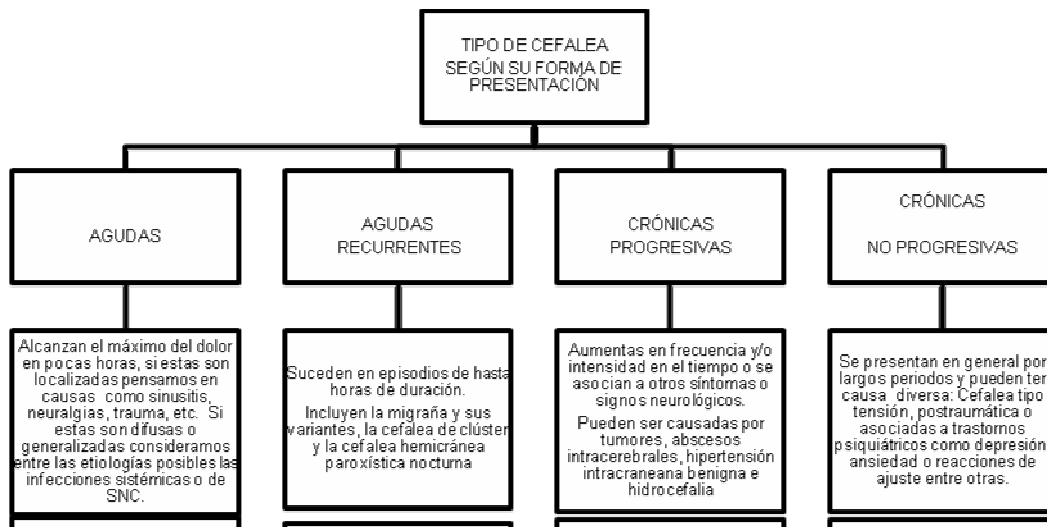 TIPO DE CEFALEA
SEGÚN SU FORMA DE
PRESENTACIÓN
AGUDAS
AGUDAS
RECURRENTES
CRÓNICAS
PROGRESIVAS
CRÓNICAS
NO PROGRESIVAS
Alcanzan el máximo del dolor
en pocas horas, si estas son
localizadas pensamos en
causas como sinusitis,
neuralgias, trauma, etc. Si
estas son difusas o
generalizadas consideramos
entre las etiologías posibles las
infecciones sistémicas o de
SNC.
Suceden en episodios de hasta
horas de duración.
Incluyen la migraña y sus
variantes, la cefalea de clúster
y la cefalea hemicránea
paroxística nocturna
Aumentas en frecuencia y/o
intensidad en el tiempo o se
asocian a otros síntomas o
signos neurológicos.
Pueden ser causadas por
tumores, abscesos
intracerebrales, hipertensión
intracraneana benigna e
hidrocefalia
Se presentan en general por
largos periodos y pueden ter
causa diversa: Cefalea tipo
tensión, postraumática o
asociadas a trastornos
psiquiátricos como depresión
ansiedad o reacciones de
ajuste entre otras.